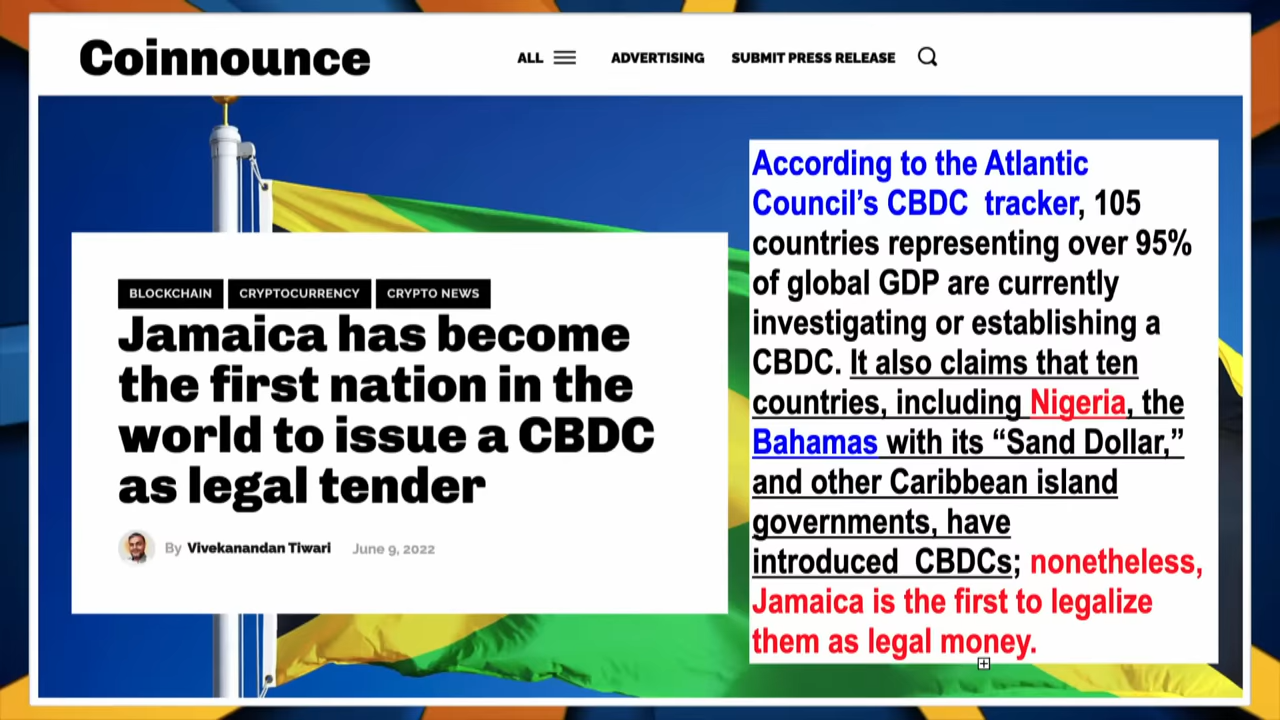 Coinnounce
ALL
ADVERTISING
SUBMIT PRESS RELEASE
BLOCKCHAIN
CRYPTOCURRENCY
CRYPTO NEWS
Jamaica has become
the first nation in the
world to issue a CBDC
as legal tender
By Vivekanandan Tiwari June 9, 2022
According to the Atlantic
Council’s CBDC tracker, 105
countries representing over 95%
of global GDP are currently
investigating or establishing a
CBDC. It also claims that ten
countries, including Nigeria, the
Bahamas with its “Sand Dollar,”
and other Caribbean island
governments, have
introduced CBDCs; nonetheless,
Jamaica is the first to legalize
them as legal money.